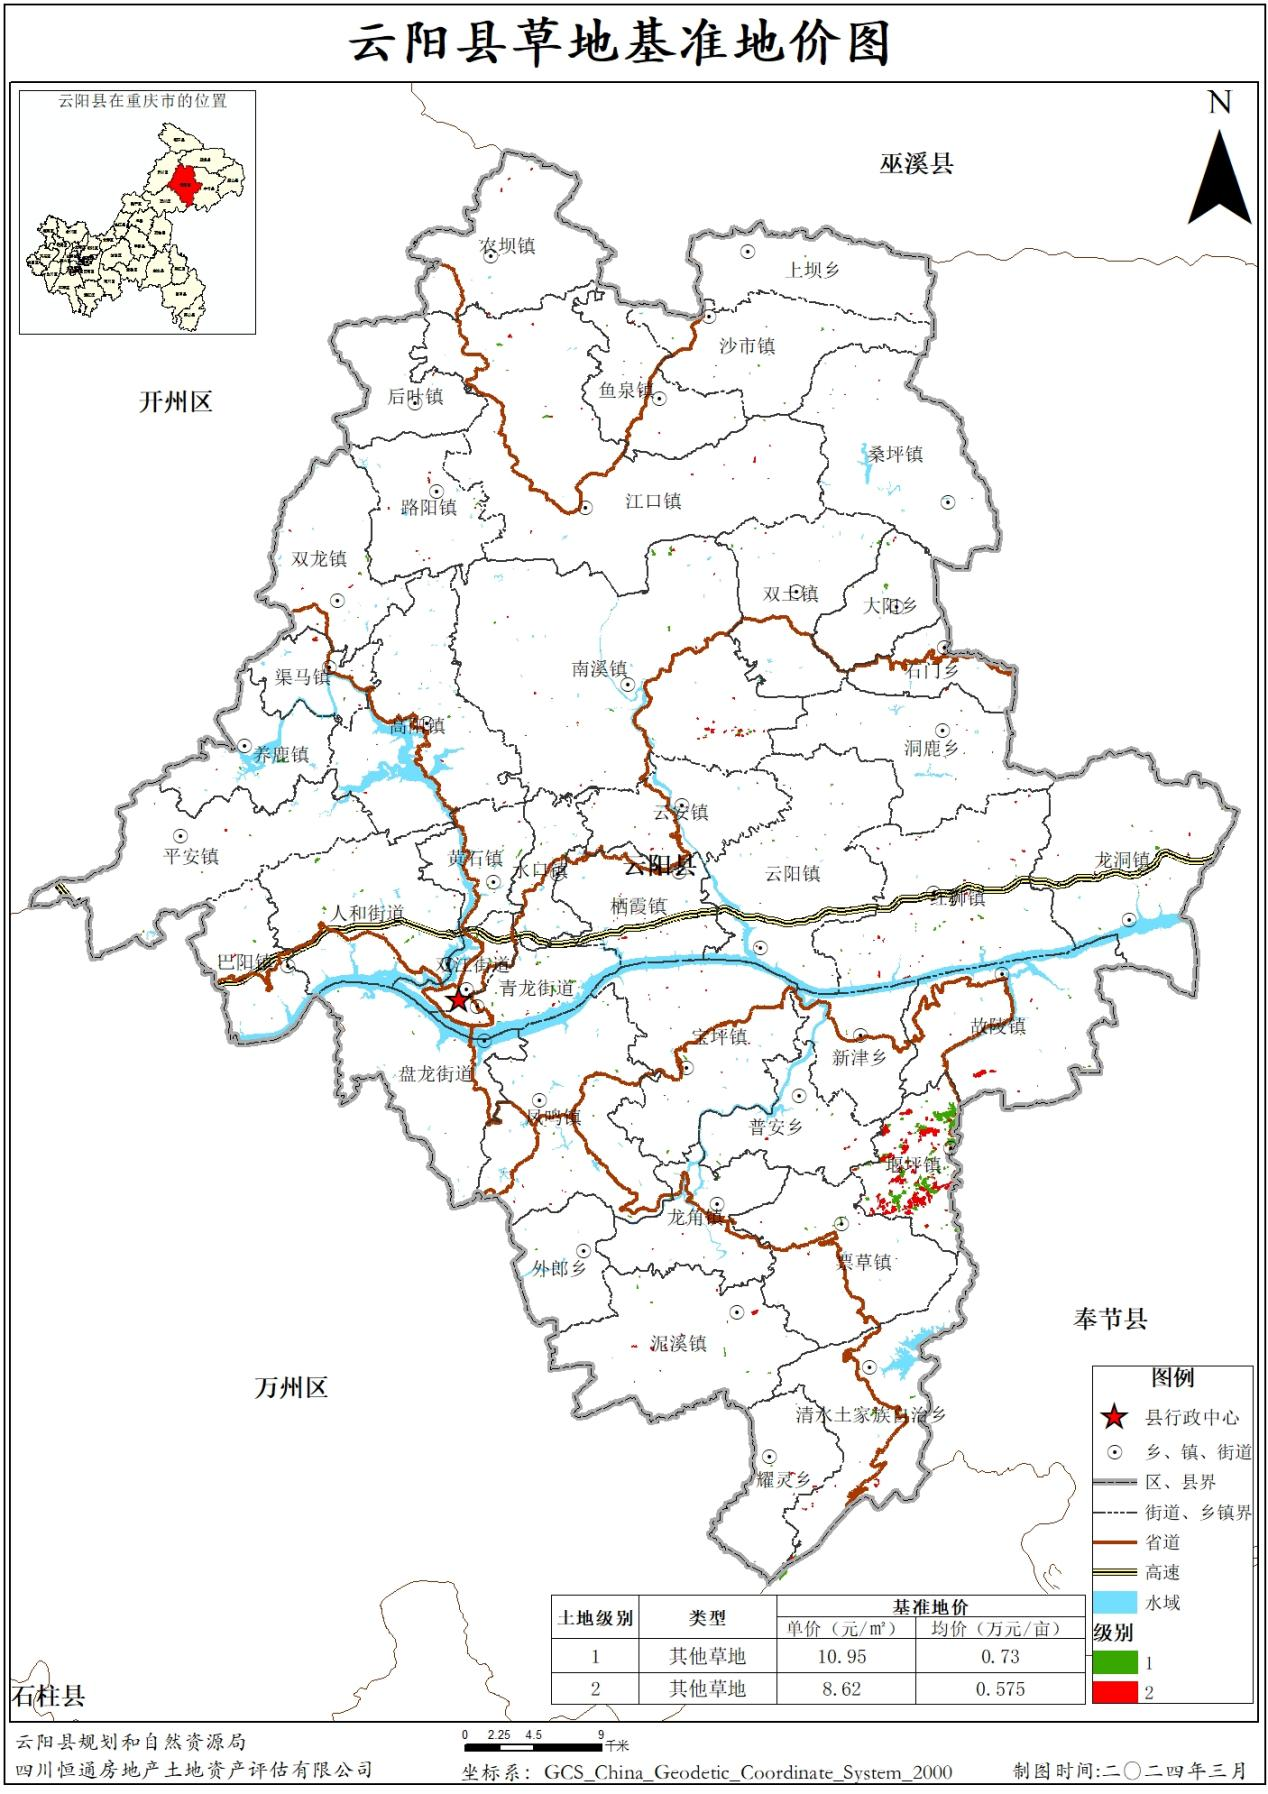 云阳县草地基准地价图
云阳县在重庆市的位置
N
巫溪县
农坝镇
上坝乡
沙市镇
开州区
后叶镇
鱼泉镇
桑坪镇
路阳镇
江口镇
双龙镇
双土镇
大阳乡
南溪镇
石门乡
渠马镇
高阳镇
洞鹿乡
养鹿镇
云安镇
平安镇
黄石镇
水口镇
云阳县
云阳镇
龙洞镇
红狮镇
人和街道
栖霞镇
巴阳镇
双江街道
青龙街道
宝坪镇
故陵镇
新津乡
盘龙街道
凤鸣镇
普安乡
堰坪镇
龙角镇
外郎乡
票草镇
奉节县
泥溪镇
万州区
清水土家族自治乡
耀灵乡
石柱县
图例
县行政中心
乡、镇、街道
区、县界
街道、乡镇界
省道
高速
水域
级别
1
2
土地级别 类型 基准地价
单价（元/㎡） 均价（万元/亩）
1 其他草地 10.95 0.73
2 其他草地 8.62 0.575
云阳县规划和自然资源局
四川恒通房地产土地资产评估有限公司
0 2.25 4.5 9
千米
坐标系：GCS_China_Geodetic_Coordinate_System_2000
制图时间:二〇二四年三月